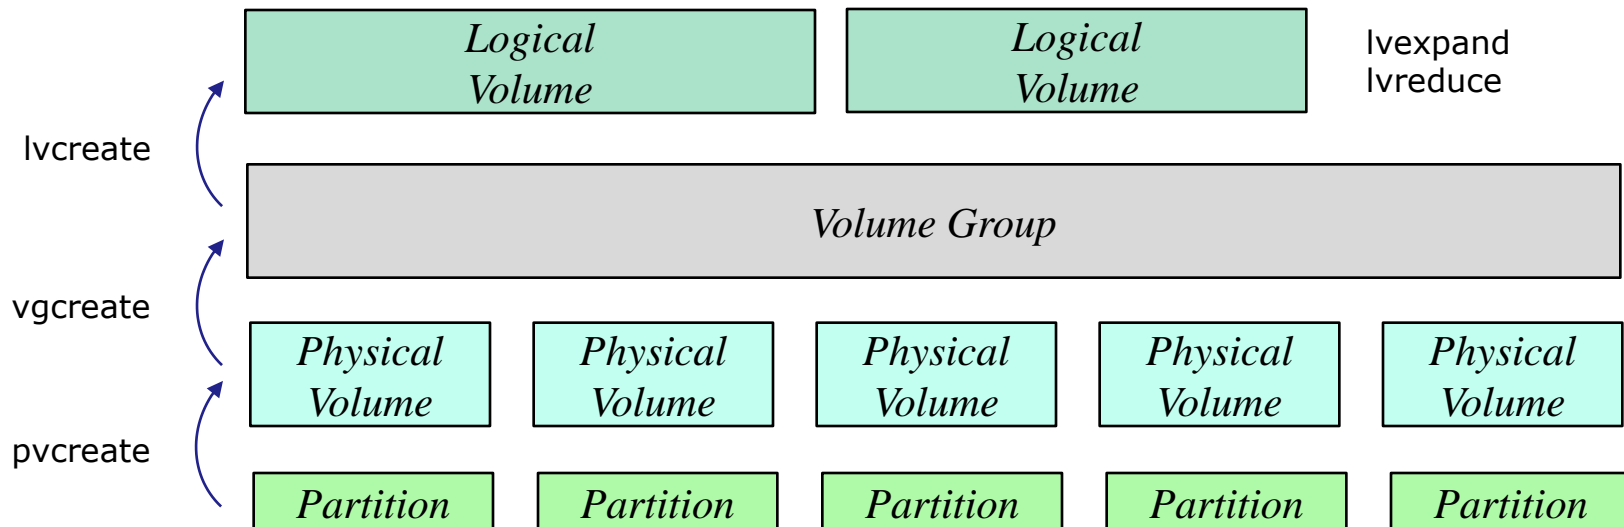 Logical
Volume
Logical
Volume
lvexpand
lvreduce
lvcreate
Volume Group
vgcreate
Physical
Volume
Physical
Volume
Physical
Volume
Physical
Volume
Physical
Volume
pvcreate
Partition
Partition
Partition
Partition
Partition